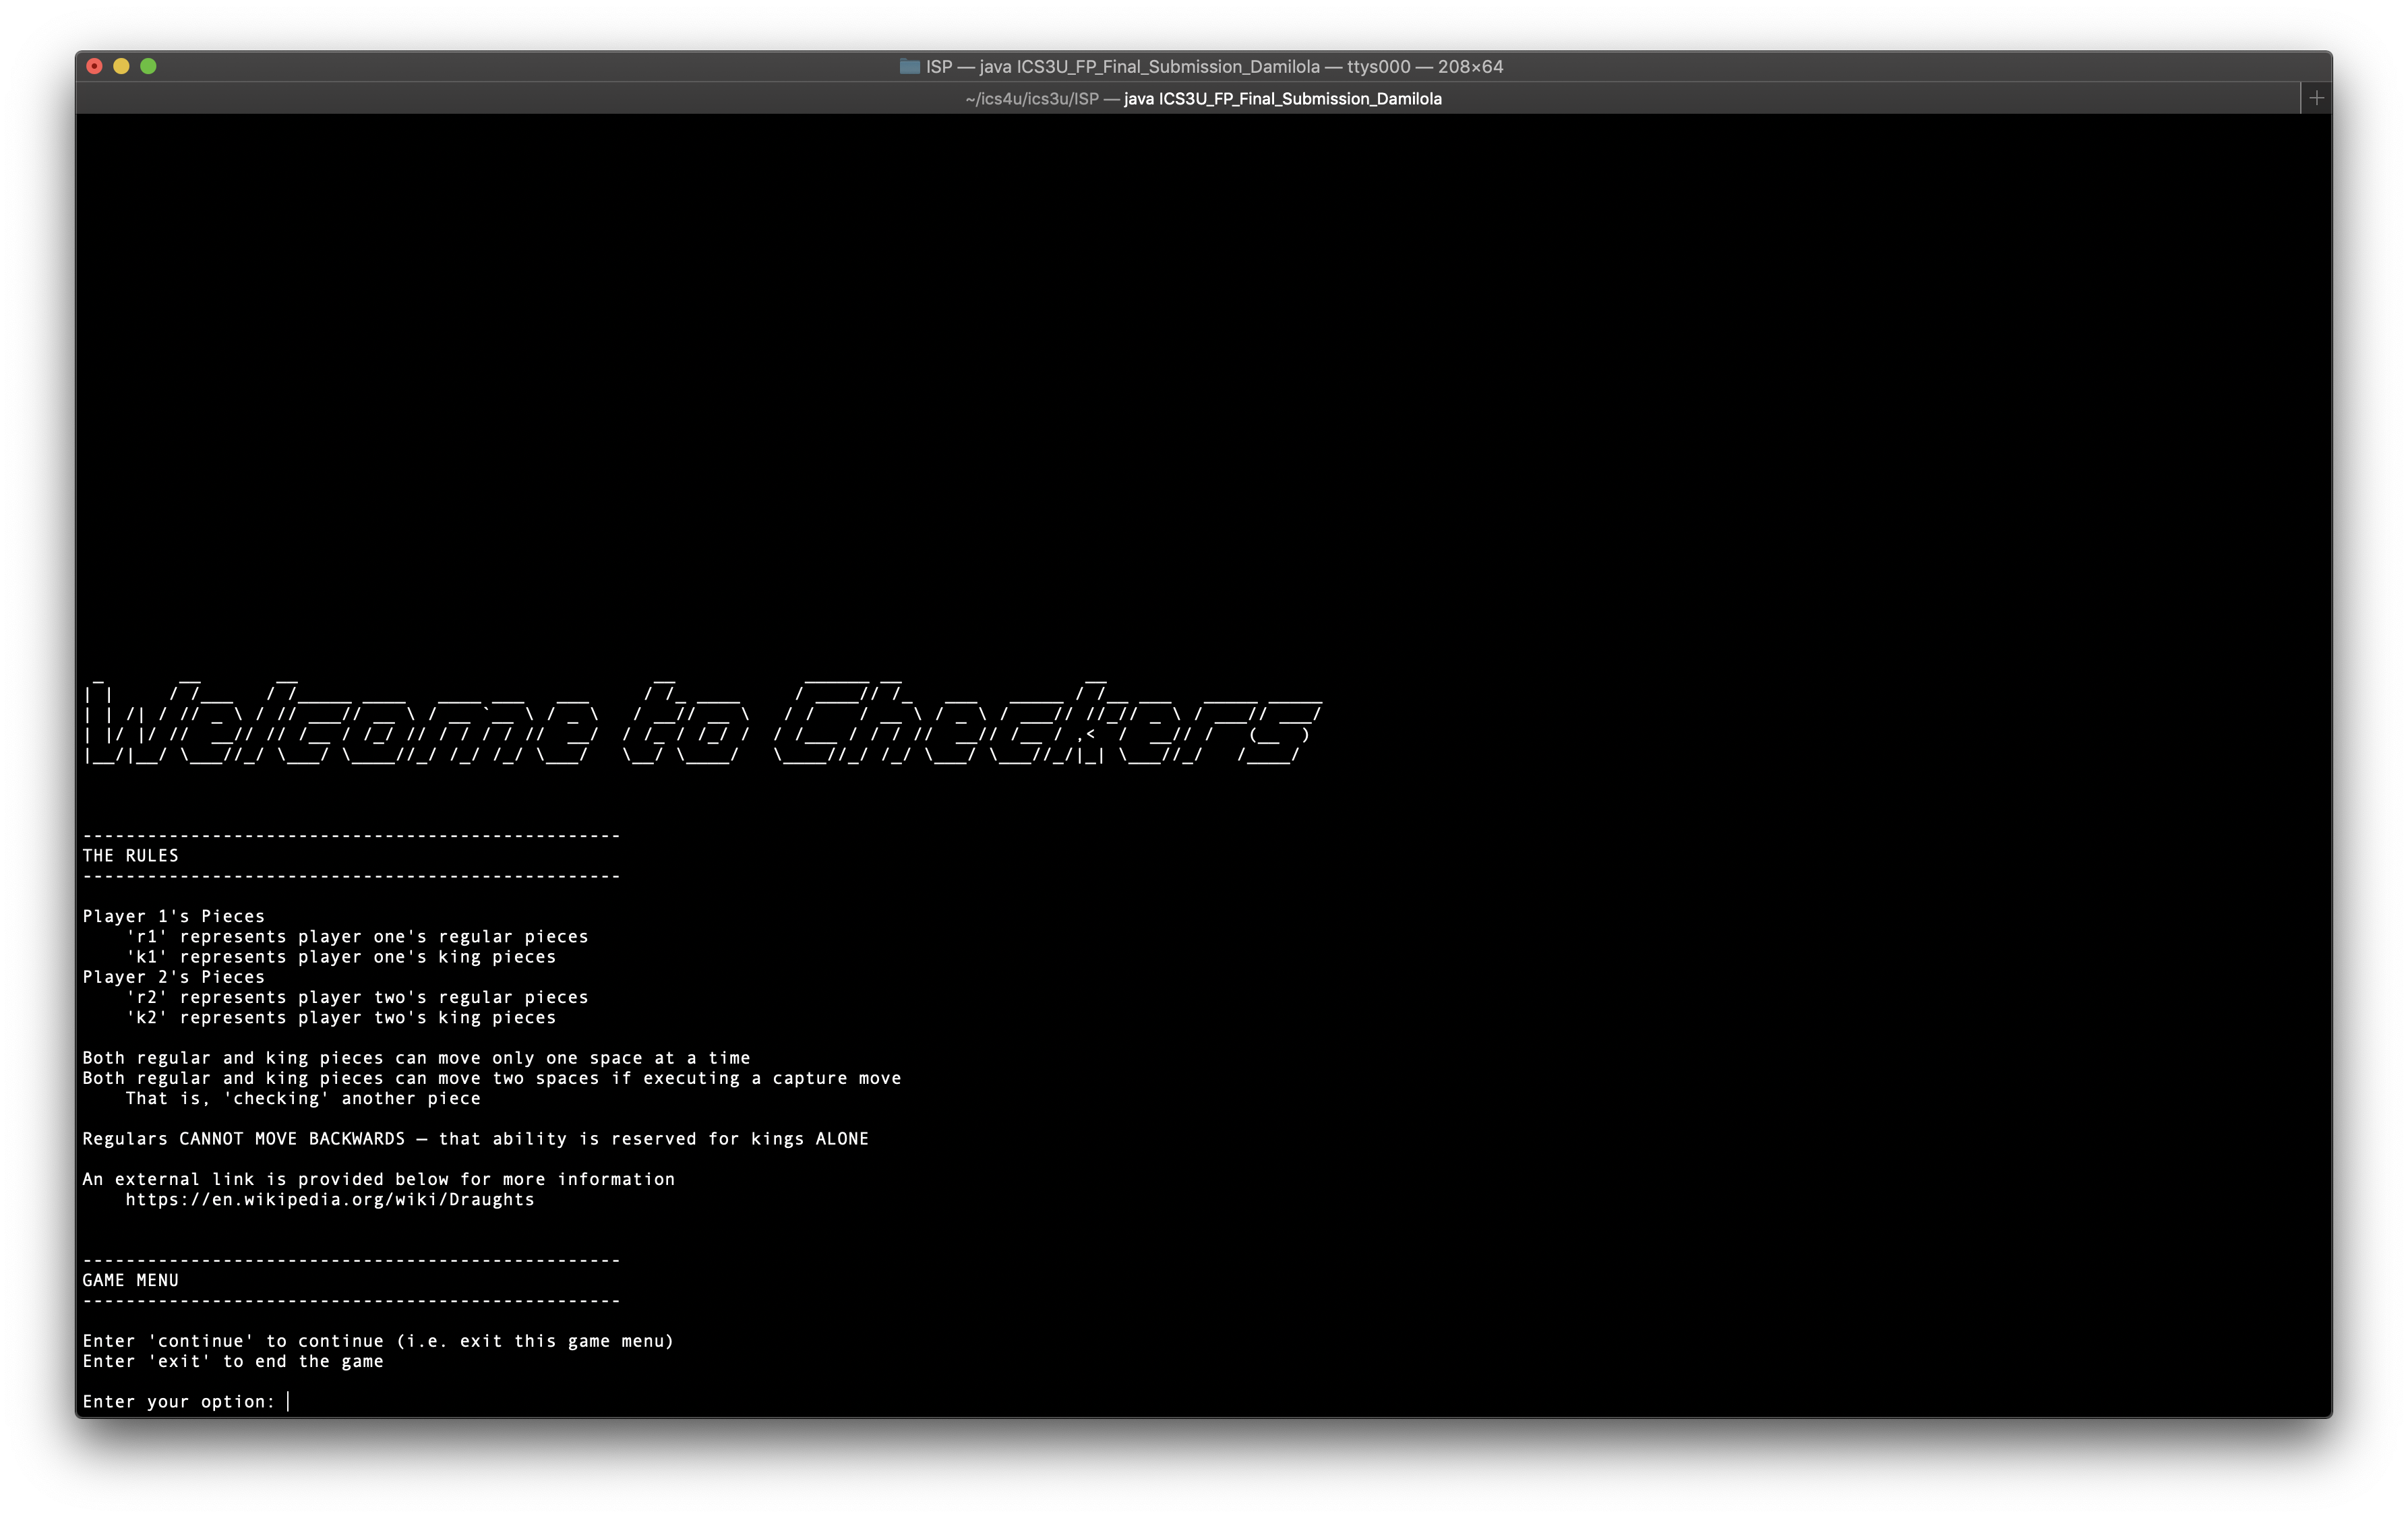 ISP — java ICS3U_FP_Final_Submission_Damilola — ttys000 — 208×64
~/ics4u/ics3u/ISP — java ICS3U_FP_Final_Submission_Damilola
Welcome to Checkers
--------------------------------------------------
THE RULES
--------------------------------------------------
Player 1's Pieces
    'r1' represents player one's regular pieces
    'k1' represents player one's king pieces
Player 2's Pieces
    'r2' represents player two's regular pieces
    'k2' represents player two's king pieces
Both regular and king pieces can move only one space at a time
Both regular and king pieces can move two spaces if executing a capture move
    That is, 'checking' another piece
Regulars CANNOT MOVE BACKWARDS – that ability is reserved for kings ALONE
An external link is provided below for more information
    https://en.wikipedia.org/wiki/Draughts
--------------------------------------------------
GAME MENU
--------------------------------------------------
Enter 'continue' to continue (i.e. exit this game menu)
Enter 'exit' to end the game
Enter your option: